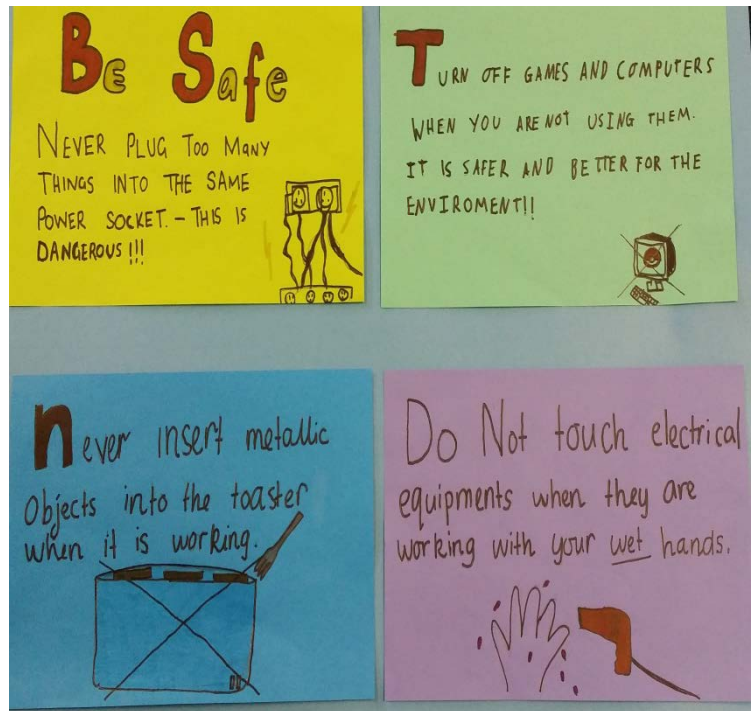 Be Safe
NEVER PLUG TOO MANY
THINGS INTO THE SAME
POWER SOCKET. – THIS IS
DANGEROUS!!!
TURN OFF GAMES AND COMPUTERS
WHEN YOU ARE NOT USING THEM.
IT IS SAFER AND BETTER FOR THE
ENVIROMENT!!
never insert metallic
objects into the toaster
when it is working.
Do Not touch electrical
equipments when they are
working with your wet hands.